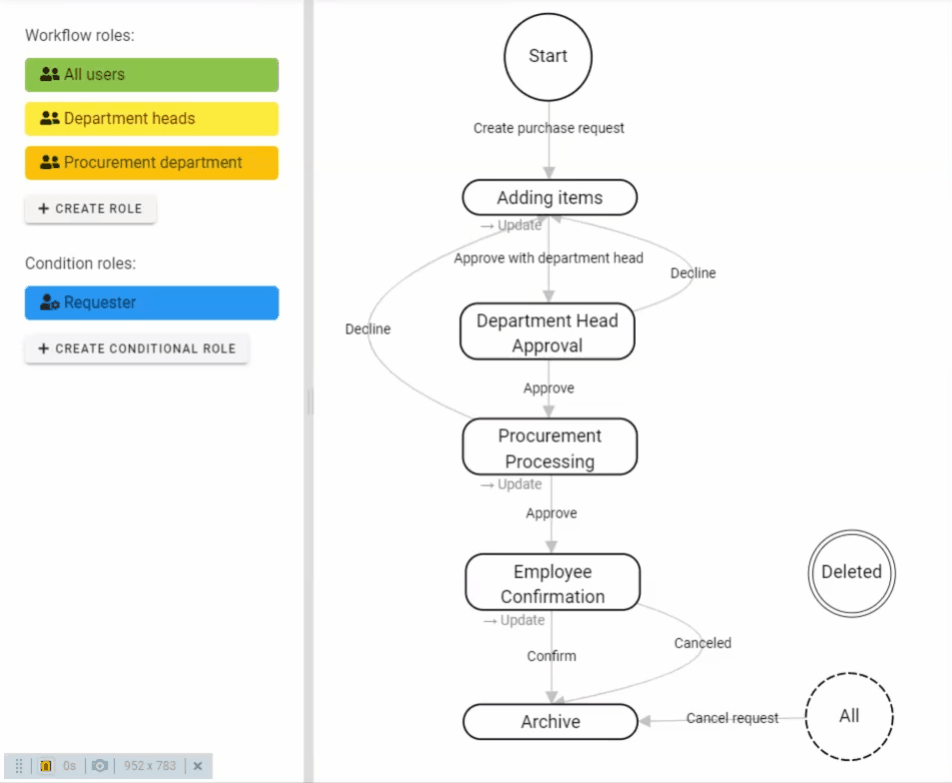 Workflow roles:
All users
Department heads
Procurement department
+ CREATE ROLE
Condition roles:
Requester
+ CREATE CONDITIONAL ROLE
Start
Create purchase request
Adding items
→ Update
Approve with department head
Decline
Decline
Department Head
Approval
Approve
Procurement
Processing
→ Update
Approve
Employee
Confirmation
→ Update
Confirm
Canceled
Archive
Cancel request
Deleted
All
0s
952 x 783